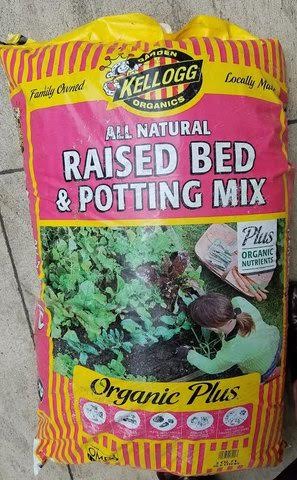 GARDEN
KELLOGG
ORGANICS
Family Owned
Locally Made
ALL NATURAL
RAISED BED
& POTTING MIX
Plus
ORGANIC
NUTRIENTS
Organic Plus